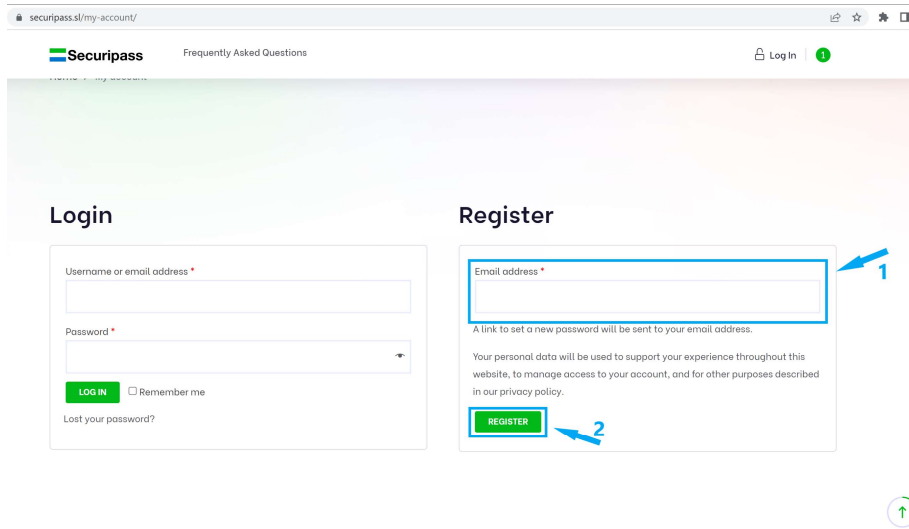 securipass.sl/my-account/
Securipass
Frequently Asked Questions
Log In
1
Home
My account
Login
Register
Username or email address *
Password *
LOG IN
Remember me
Lost your password?
Email address *
1
A link to set a new password will be sent to your email address.
Your personal data will be used to support your experience throughout this
website, to manage access to your account, and for other purposes described
in our privacy policy.
REGISTER
2